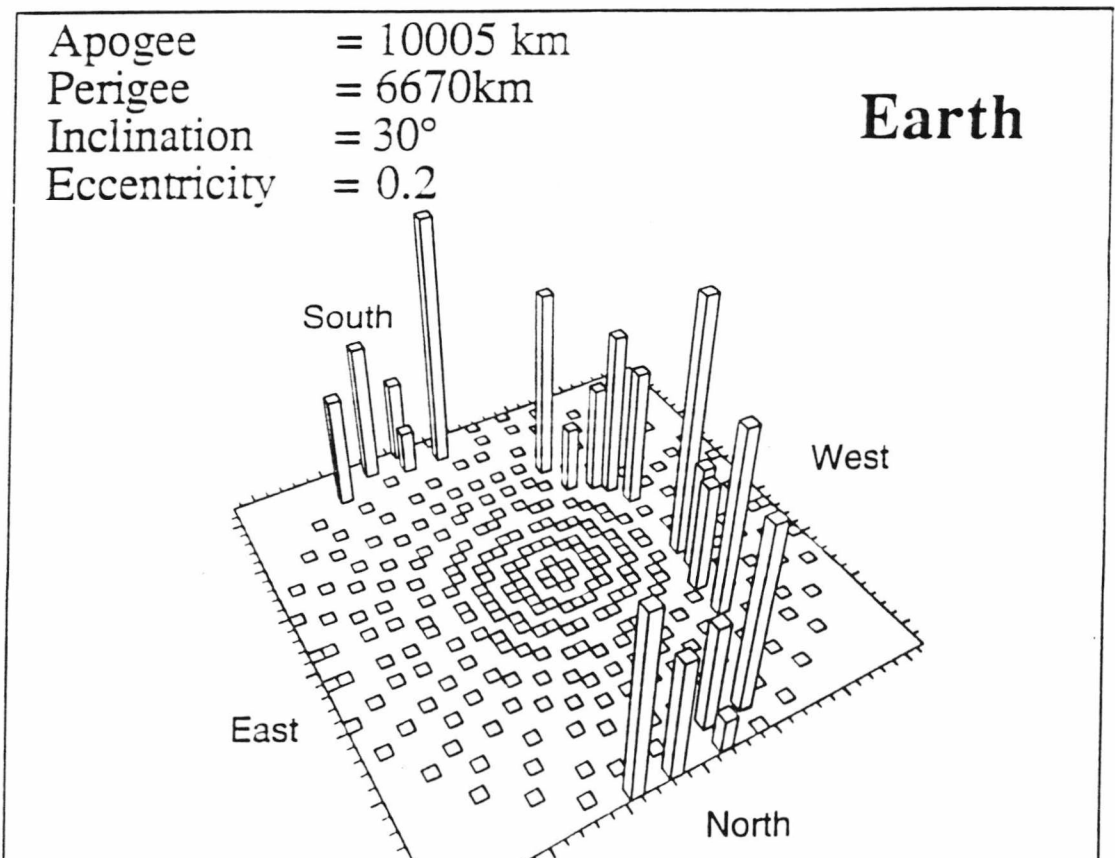 Apogee = 10005 km
Perigee = 6670km
Inclination = 30°
Eccentricity = 0.2
Earth
South
West
East
North